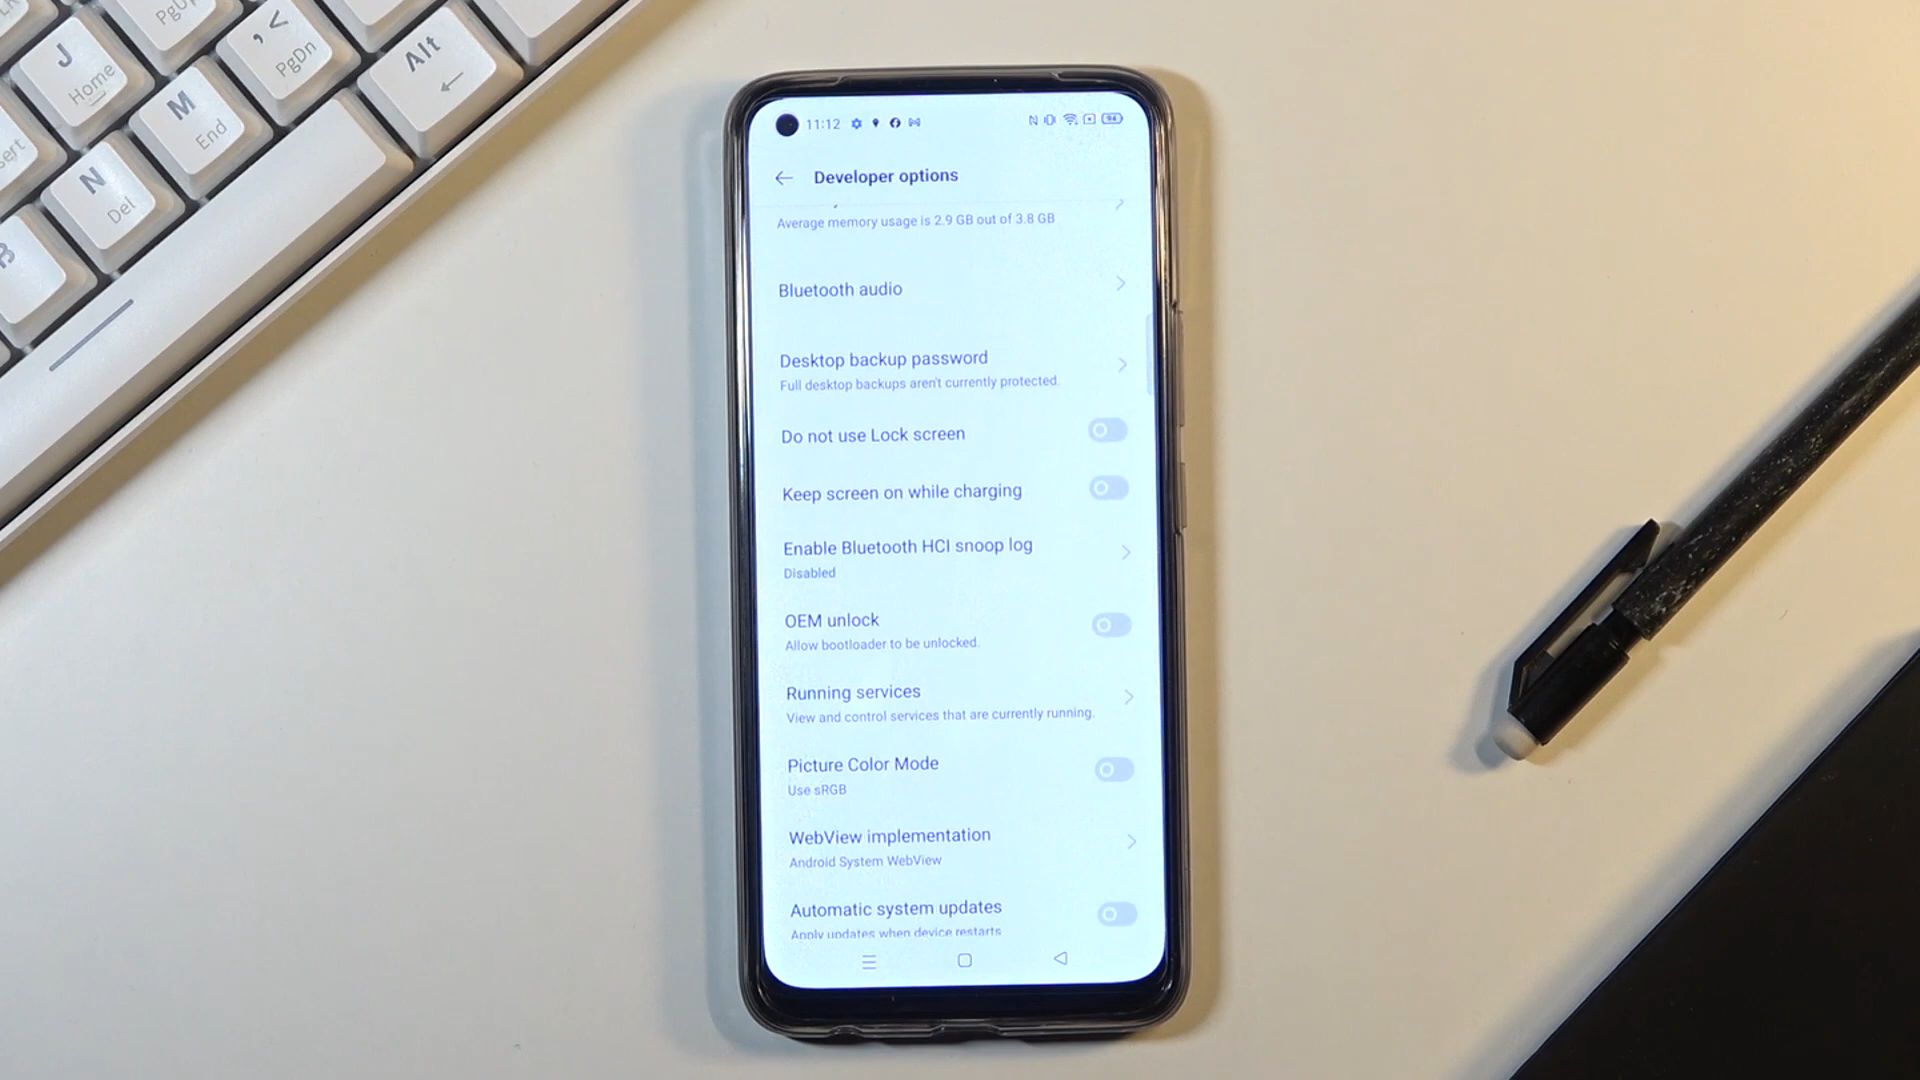 PgUp
J
Home
, <
PgDn
Alt
M
End
N
Del
B
11:12
94
Developer options
Average memory usage is 2.9 GB out of 3.8 GB
Bluetooth audio
Desktop backup password
Full desktop backups aren't currently protected.
Do not use Lock screen
Keep screen on while charging
Enable Bluetooth HCI snoop log
Disabled
OEM unlock
Allow bootloader to be unlocked.
Running services
View and control services that are currently running.
Picture Color Mode
Use sRGB
WebView implementation
Android System WebView
Automatic system updates
Apply updates when device restarts